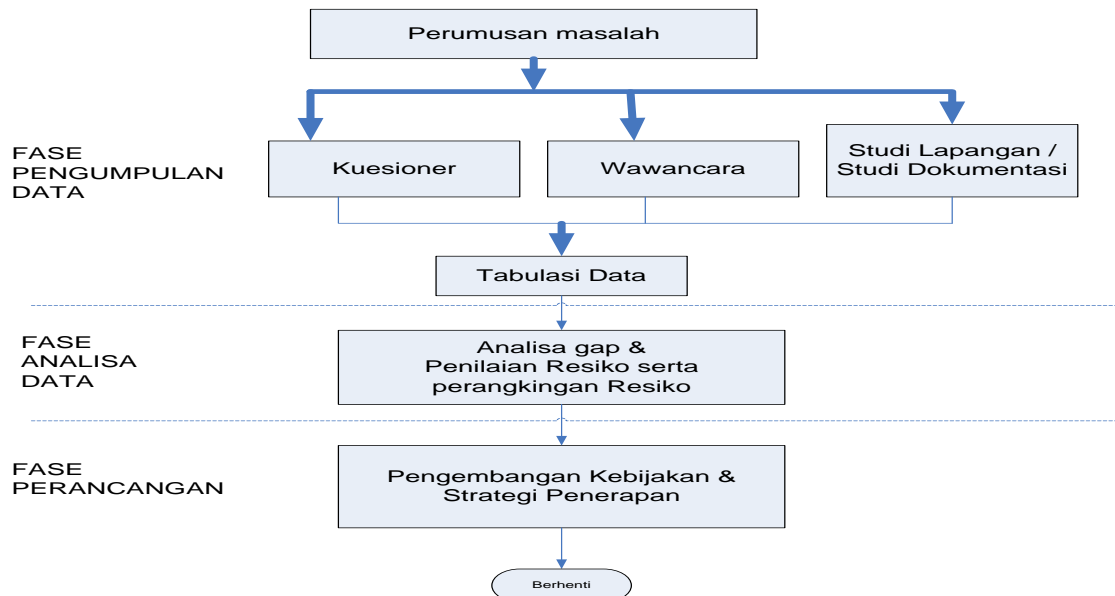 Perumusan masalah
FASE
PENGUMPULAN
DATA
Kuesioner
Wawancara
Studi Lapangan /
Studi Dokumentasi
Tabulasi Data
FASE
ANALISA
DATA
Analisa gap &
Penilaian Resiko serta
perangkingan Resiko
FASE
PERANCANGAN
Pengembangan Kebijakan &
Strategi Penerapan
Berhenti